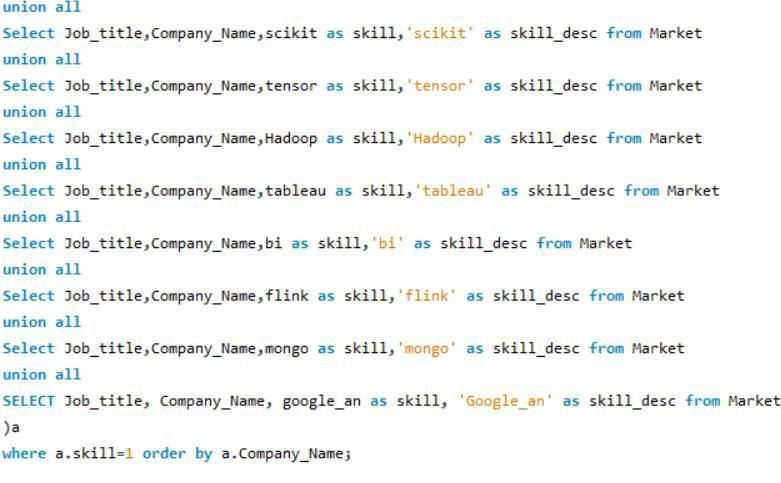 union all
Select Job_title,Company_Name,scikit as skill,'scikit' as skill_desc from Market
union all
Select Job_title,Company_Name,tensor as skill,'tensor' as skill_desc from Market
union all
Select Job_title,Company_Name,Hadoop as skill,'Hadoop' as skill_desc from Market
union all
Select Job_title,Company_Name,tableau as skill,'tableau' as skill_desc from Market
union all
Select Job_title,Company_Name,bi as skill,'bi' as skill_desc from Market
union all
Select Job_title,Company_Name,flink as skill,'flink' as skill_desc from Market
union all
Select Job_title,Company_Name,mongo as skill,'mongo' as skill_desc from Market
union all
SELECT Job_title, Company_Name, google_an as skill, 'Google_an' as skill_desc from Market
)a
where a.skill=1 order by a.Company_Name;